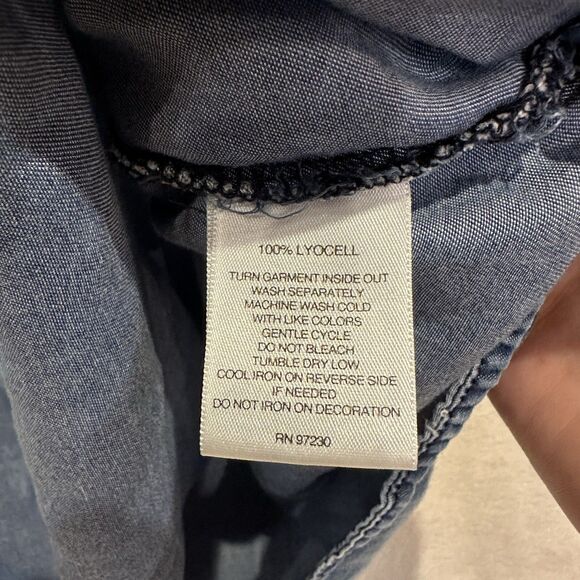 100% LYOCELL
TURN GARMENT INSIDE OUT
WASH SEPARATELY
MACHINE WASH COLD
WITH LIKE COLORS
GENTLE CYCLE
DO NOT BLEACH
TUMBLE DRY LOW
COOL IRON ON REVERSE SIDE
IF NEEDED
DO NOT IRON ON DECORATION
RN 97230